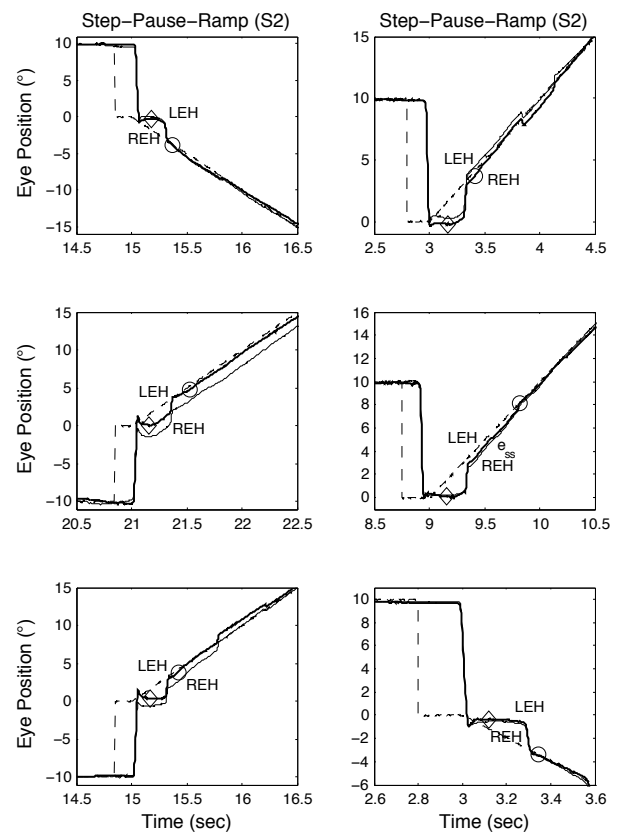 Step−Pause−Ramp (S2)
Step−Pause−Ramp (S2)
Eye Position (°)
10
5
0
−5
−10
−15
LEH
REH
14.5 15 15.5 16 16.5
15
10
5
0
LEH
REH
2.5 3 3.5 4 4.5
Eye Position (°)
15
10
5
0
−5
−10
LEH
REH
20.5 21 21.5 22 22.5
16
14
12
10
8
6
4
2
0
LEH
e_ss
REH
8.5 9 9.5 10 10.5
Eye Position (°)
15
10
5
0
−5
−10
LEH
REH
14.5 15 15.5 16 16.5
Time (sec)
10
8
6
4
2
0
−2
−4
−6
LEH
REH
2.6 2.8 3 3.2 3.4 3.6
Time (sec)